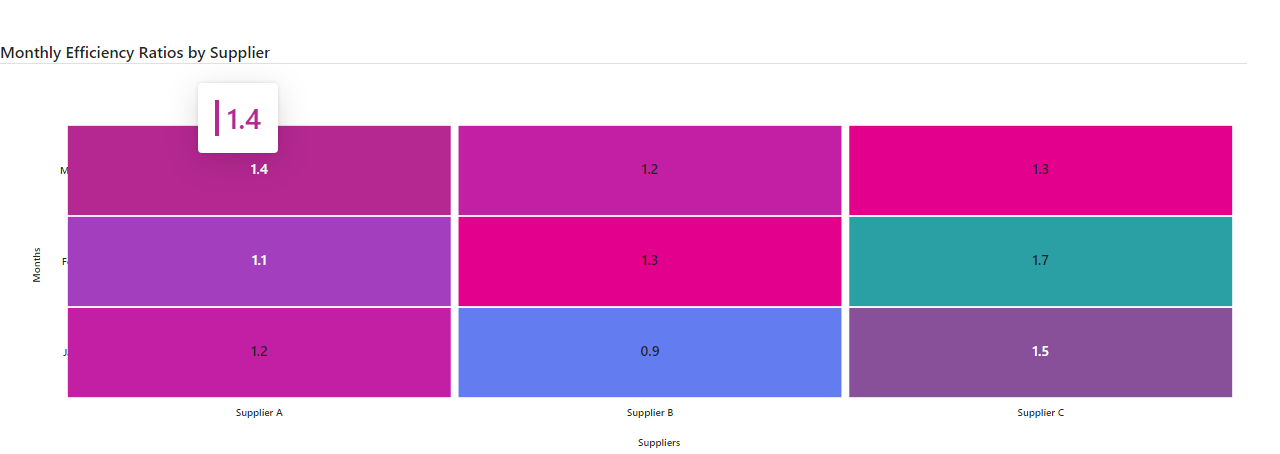 Monthly Efficiency Ratios by Supplier
1.4
1.4 1.2 1.3
Months
1.1 1.3 1.7
1.2 0.9 1.5
Supplier A Supplier B Supplier C
Suppliers